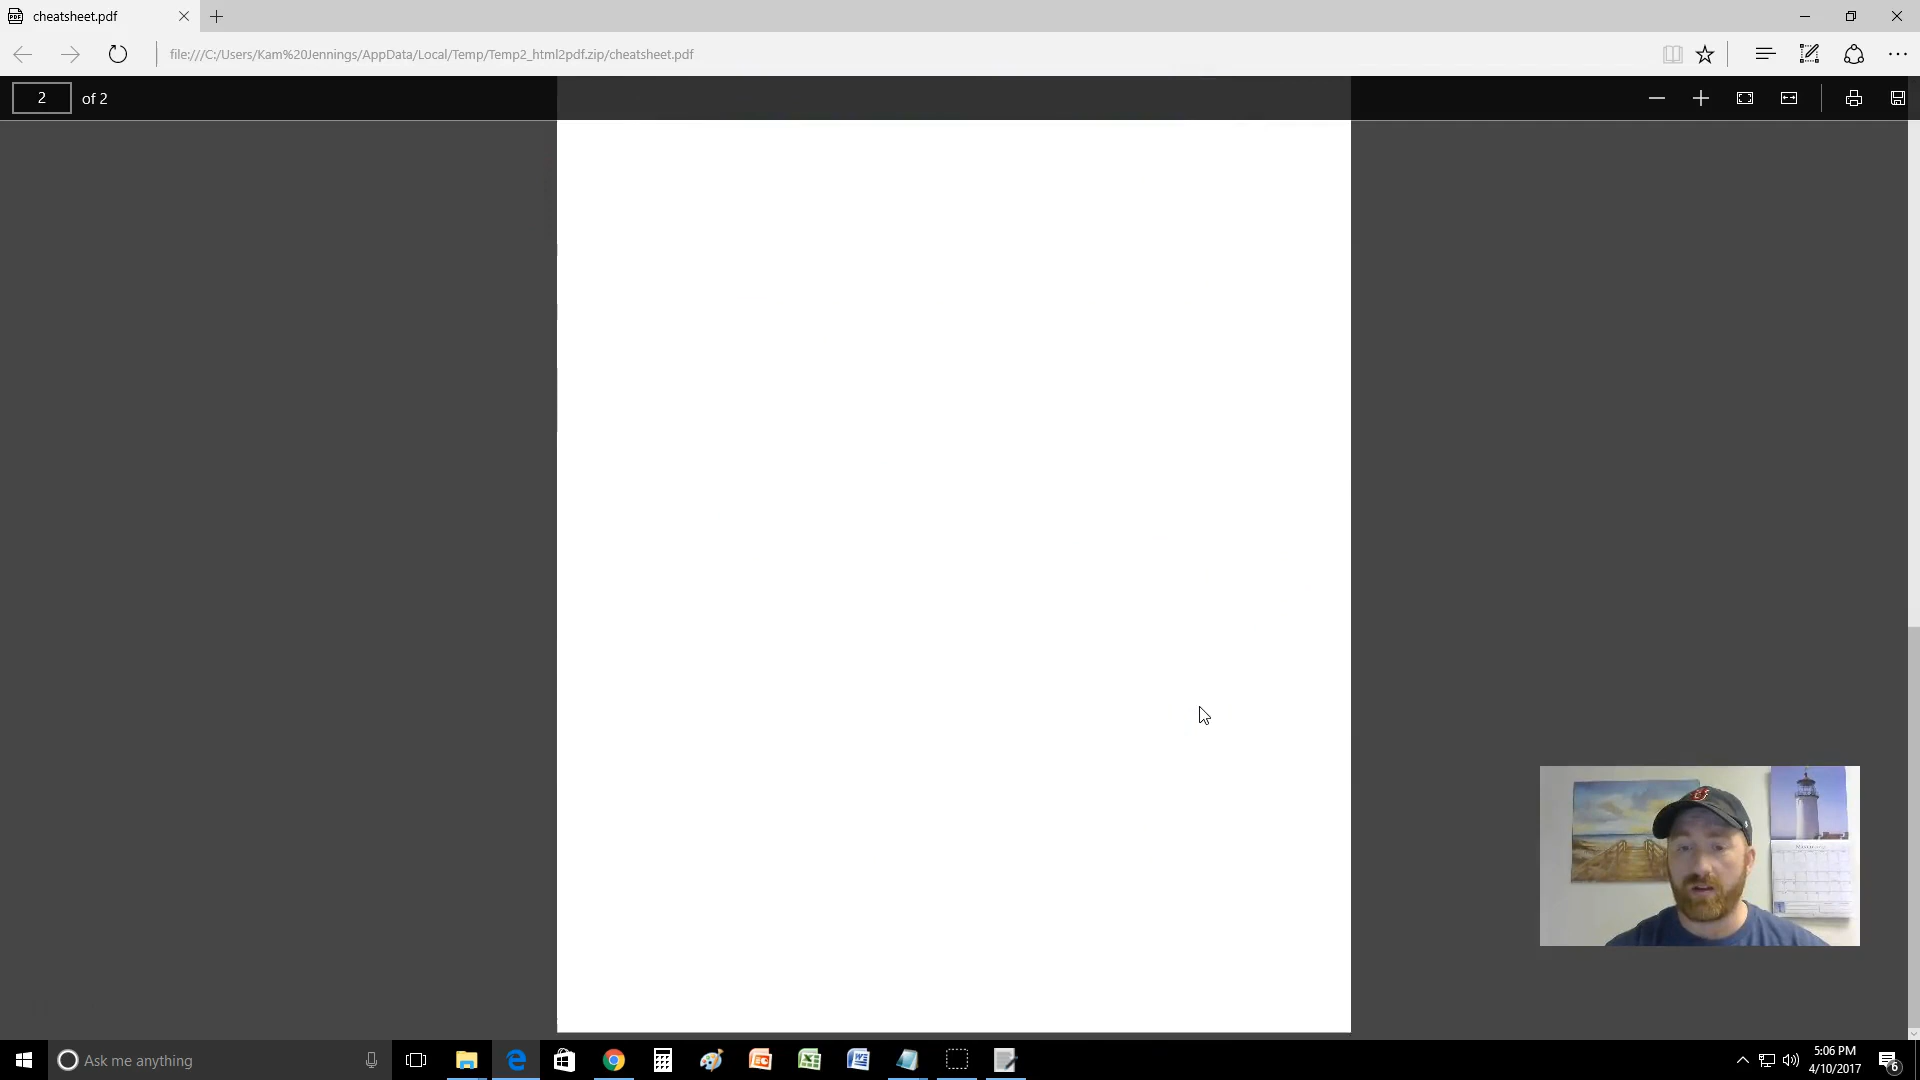 cheatsheet.pdf
file:///C:/Users/Kam%20Jennings/AppData/Local/Temp/Temp2_html2pdf.zip/cheatsheet.pdf
2 of 2
Ask me anything
5:06 PM
4/10/2017
6